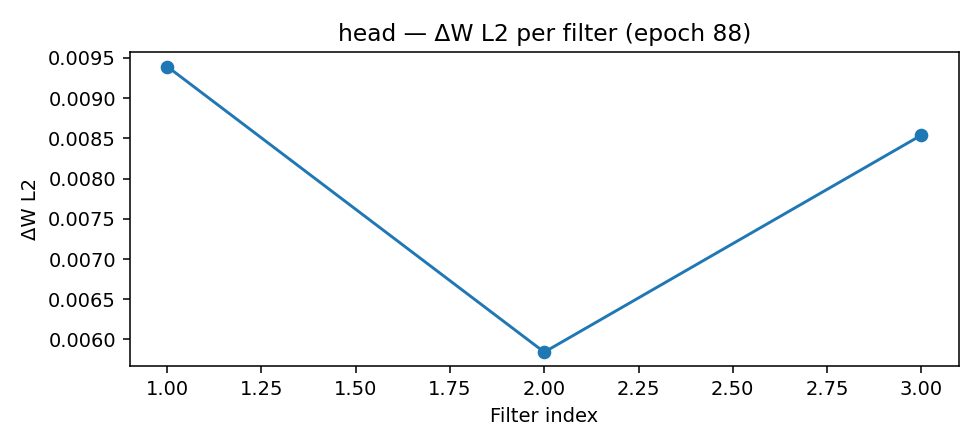 head — ΔW L2 per filter (epoch 88)
ΔW L2
0.0095
0.0090
0.0085
0.0080
0.0075
0.0070
0.0065
0.0060
1.00 1.25 1.50 1.75 2.00 2.25 2.50 2.75 3.00
Filter index